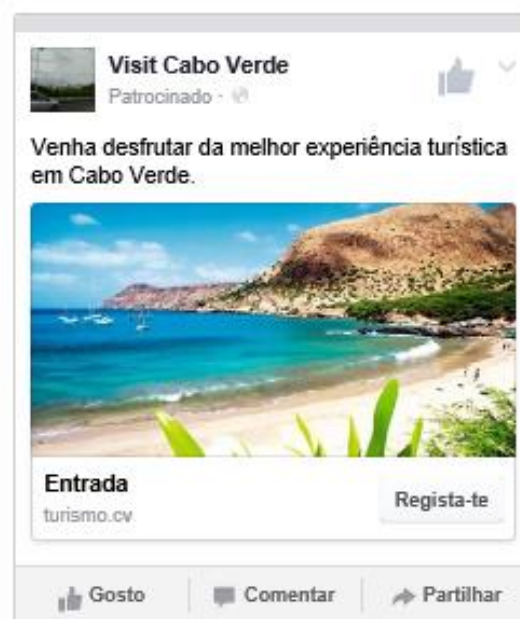 Visit Cabo Verde
Patrocinado ·
Venha desfrutar da melhor experiência turística
em Cabo Verde.
Entrada
turismo.cv
Regista-te
Gosto
Comentar
Partilhar